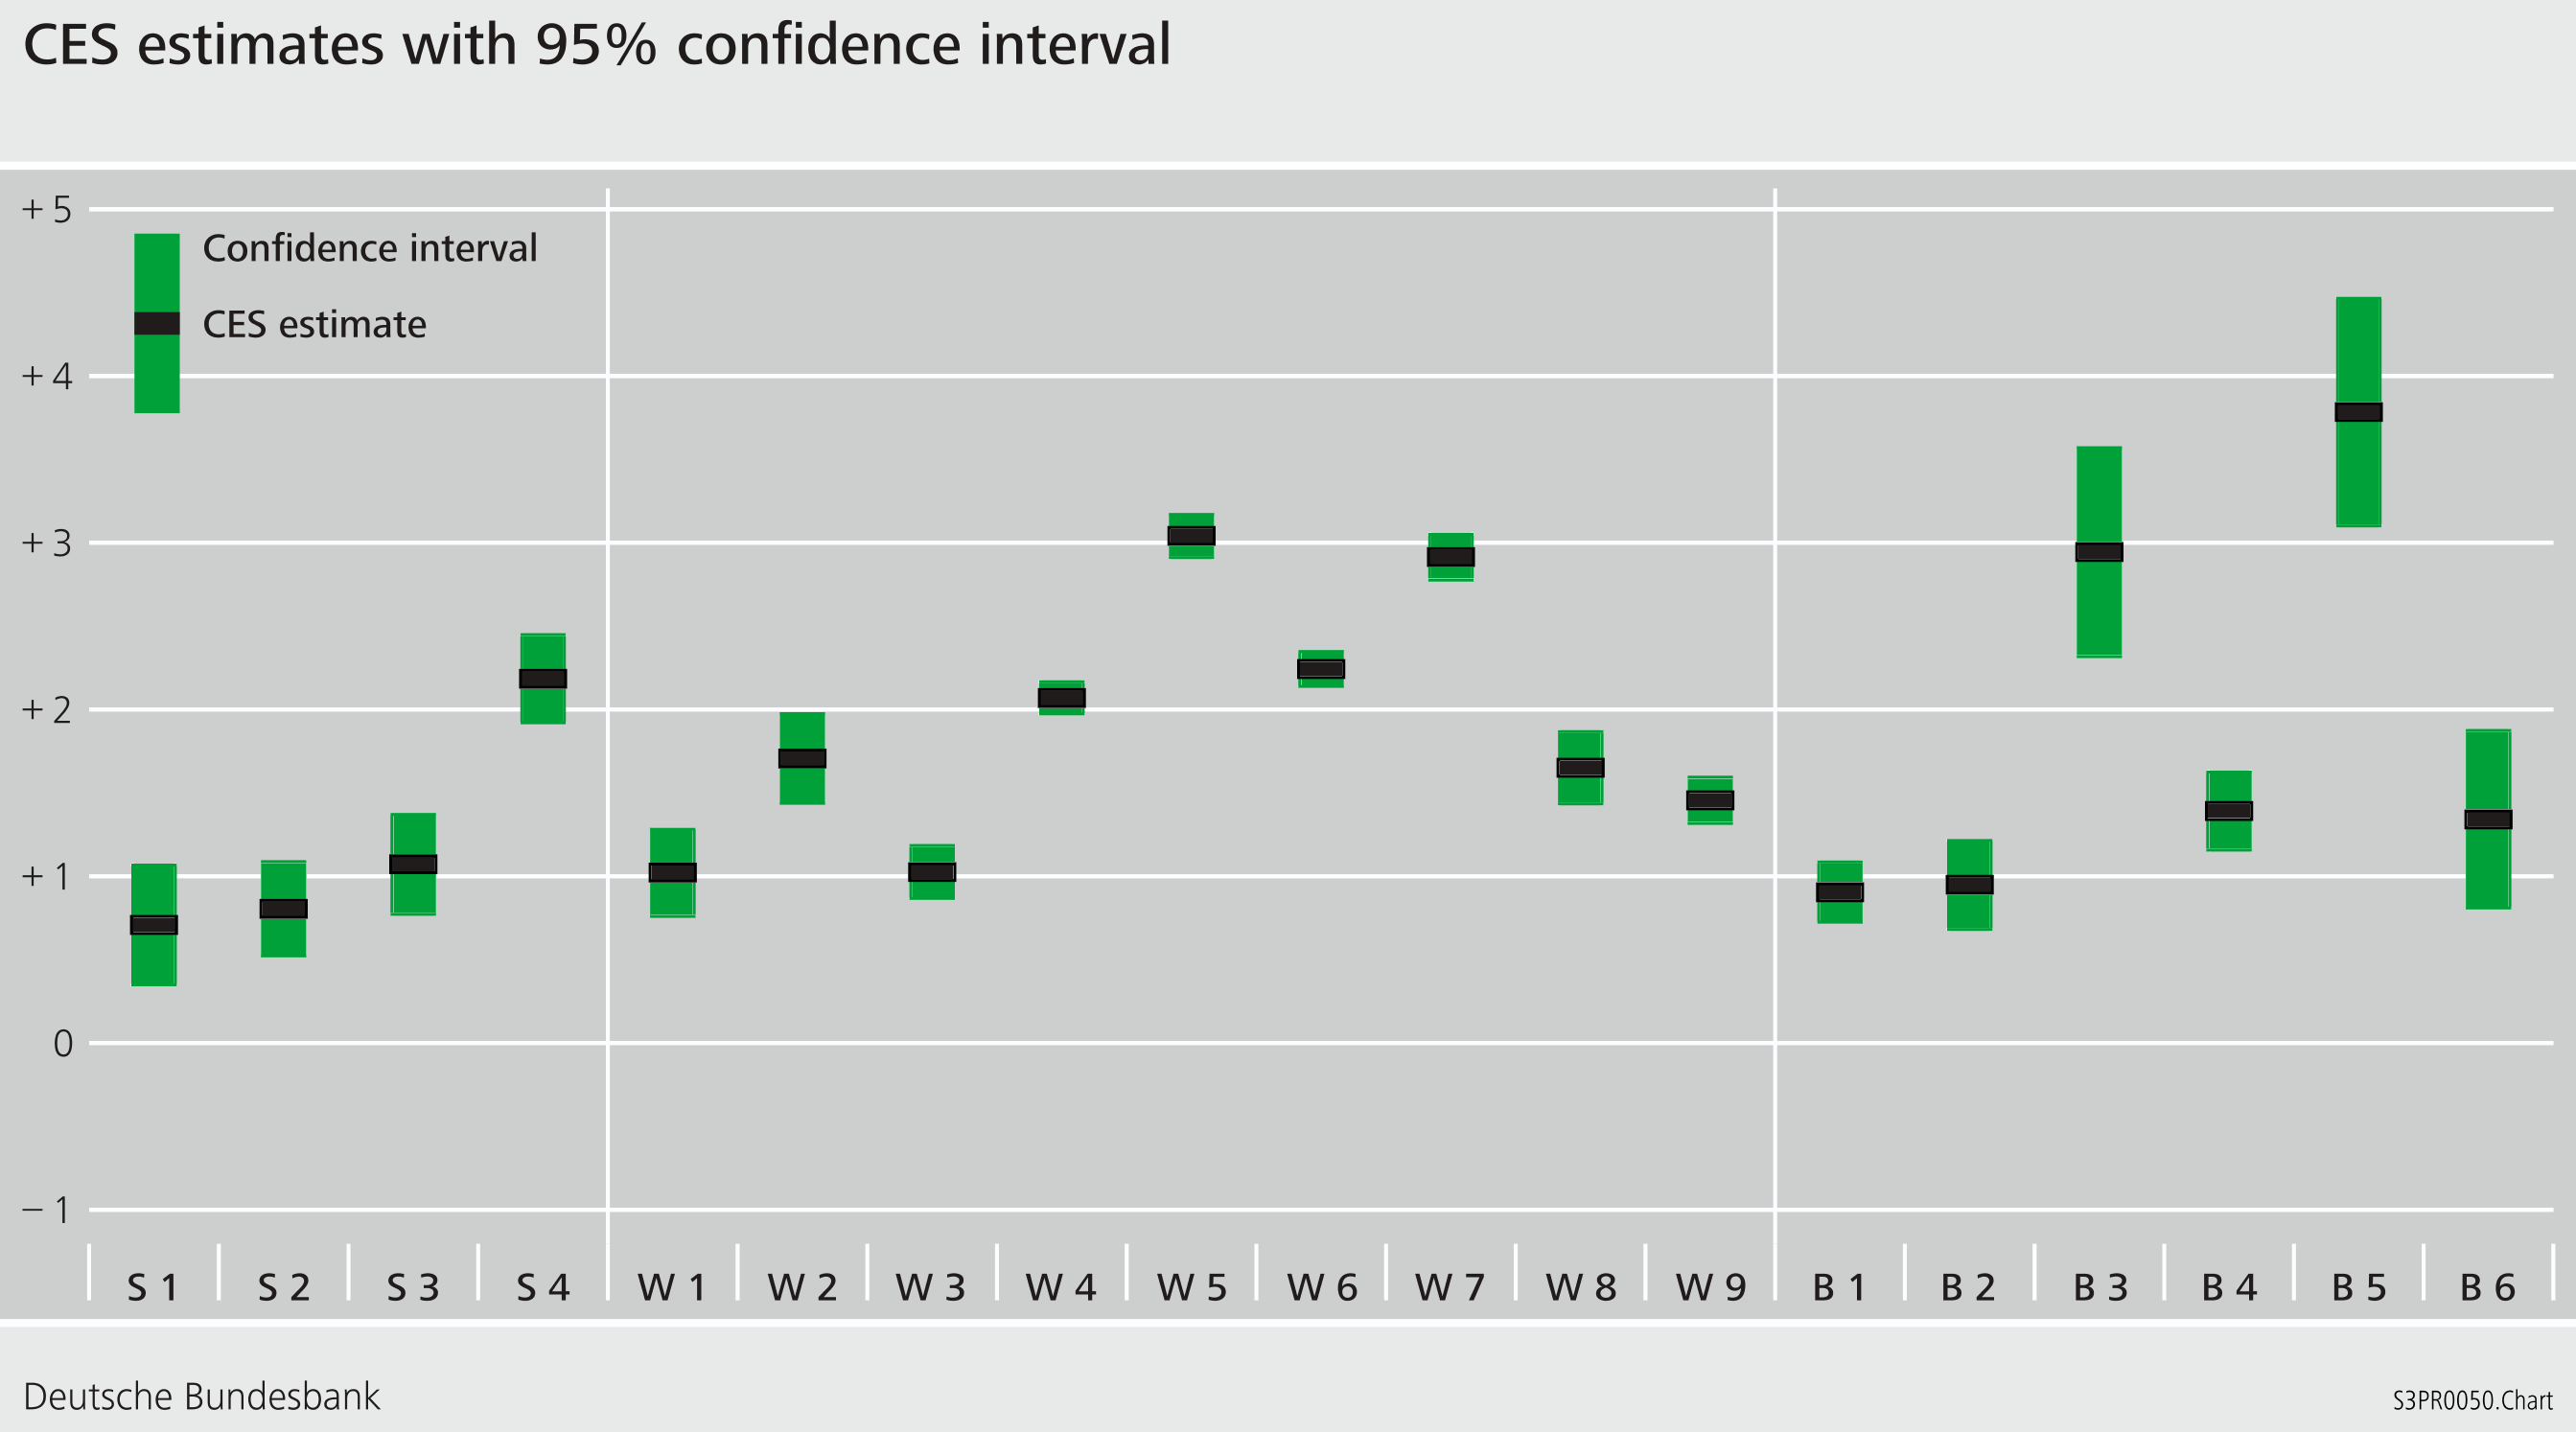 CES estimates with 95% confidence interval
+ 5
Confidence interval
CES estimate
+ 4
+ 3
+ 2
+ 1
0
− 1
S 1 S 2 S 3 S 4 W 1 W 2 W 3 W 4 W 5 W 6 W 7 W 8 W 9 B 1 B 2 B 3 B 4 B 5 B 6
Deutsche Bundesbank
S3PR0050.Chart